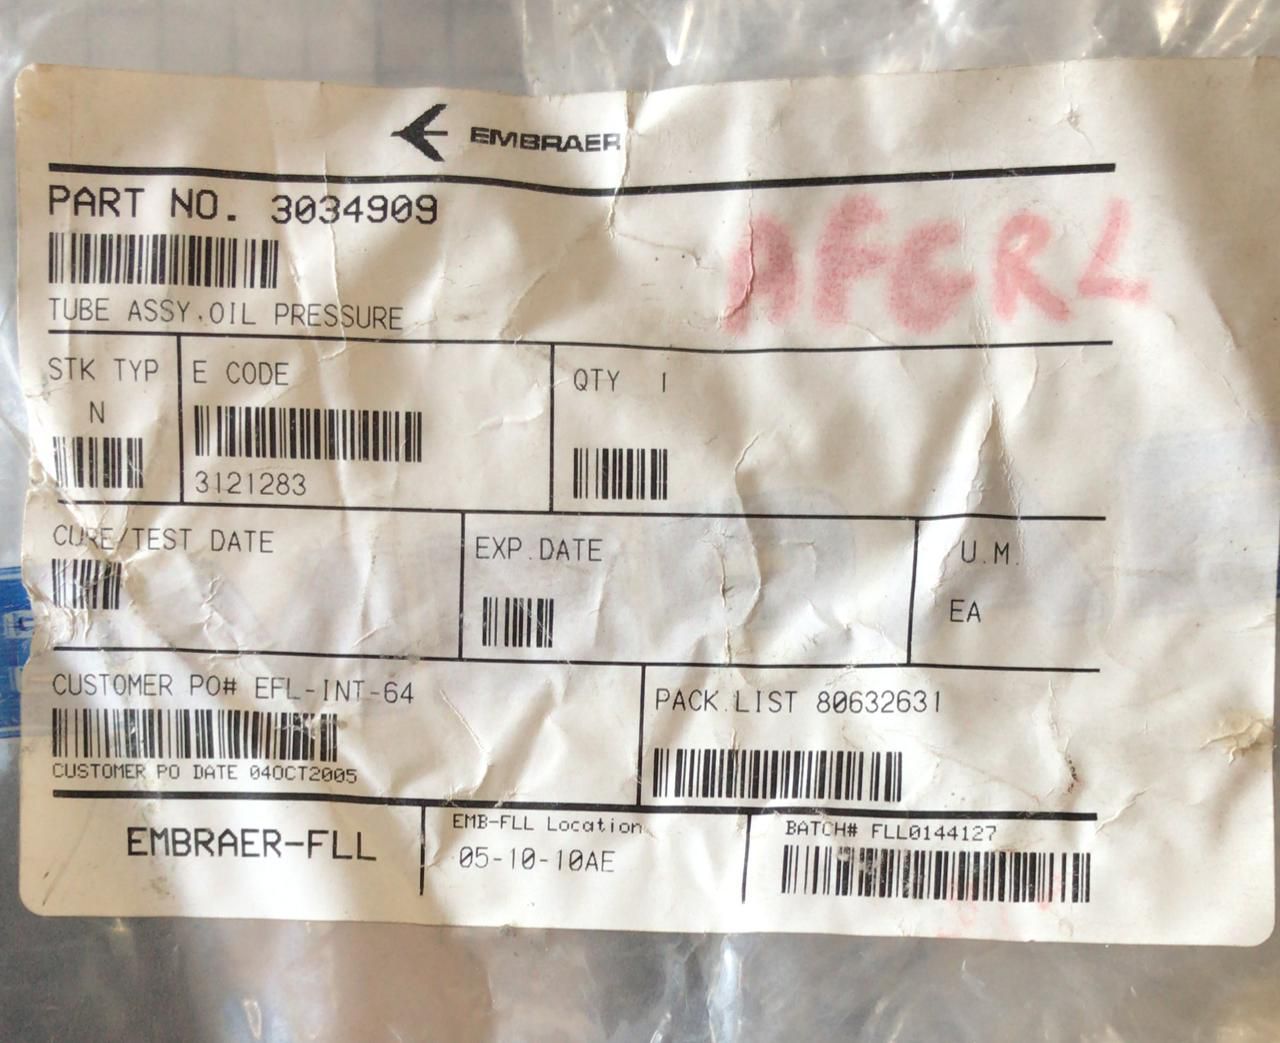 EMBRAER
PART NO. 3034909
AFCRL
TUBE ASSY.OIL PRESSURE
STK TYP
N
E CODE
3121283
QTY 1
CURE/TEST DATE
EXP.DATE
U.M.
EA
CUSTOMER PO# EFL-INT-64
CUSTOMER PO DATE 04OCT2005
PACK.LIST 80632631
EMBRAER-FLL
EMB-FLL Location
05-10-10AE
BATCH# FLL0144127